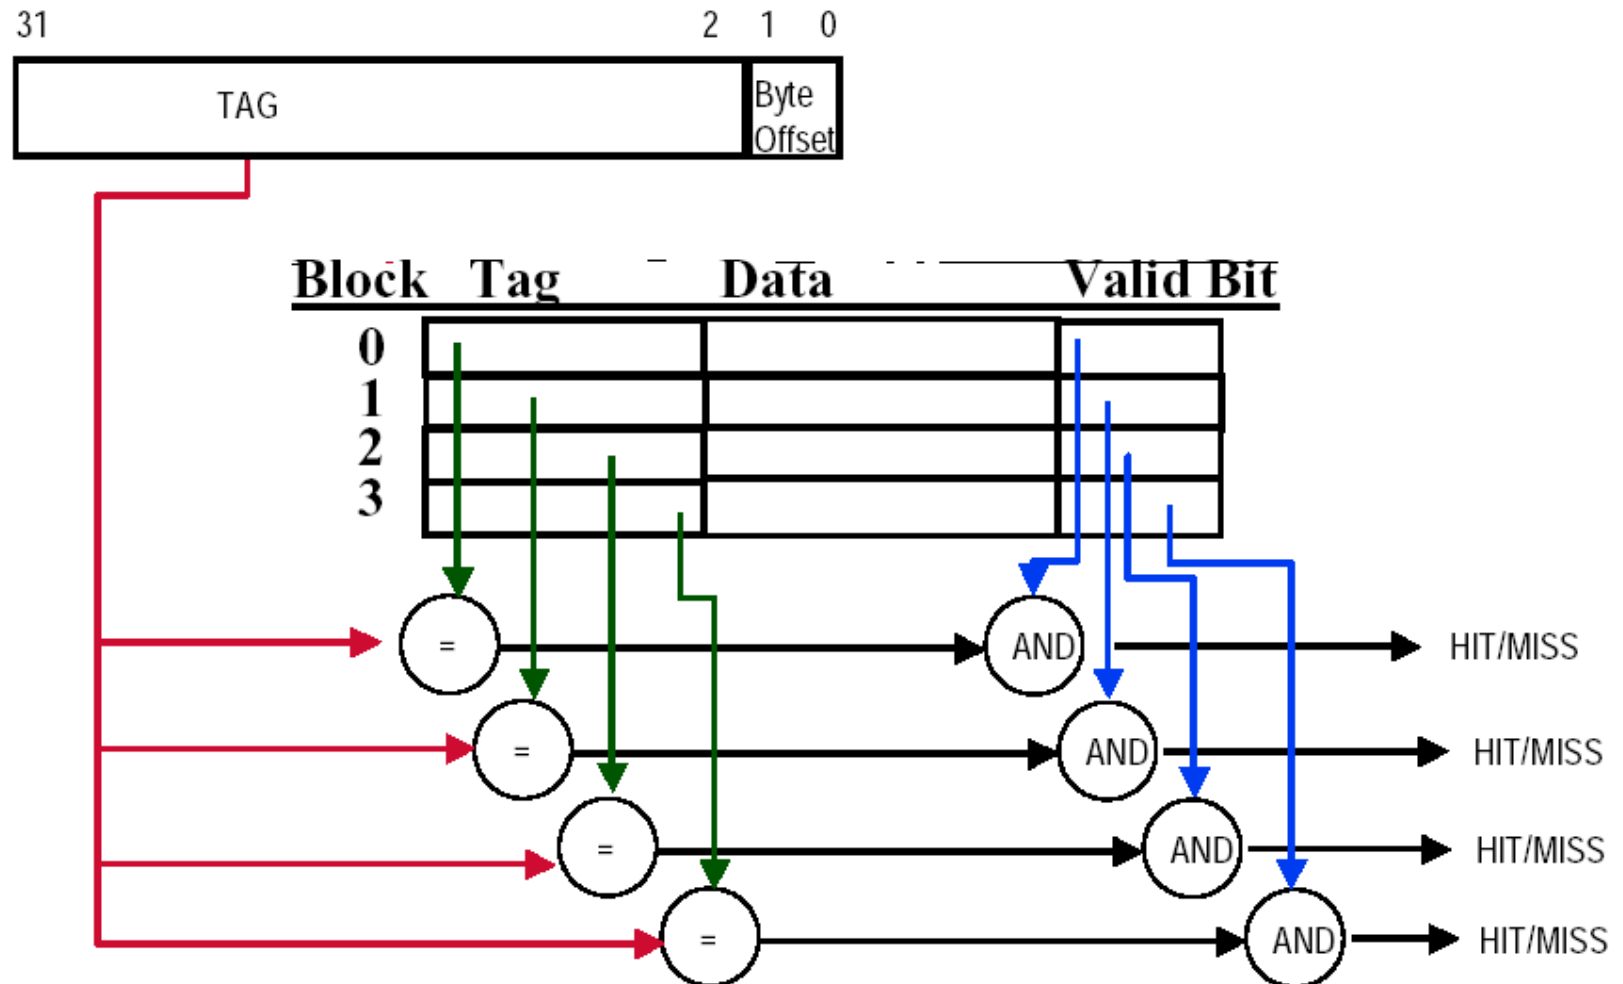 31 2 1 0
TAG
Byte
Offset
Block Tag Data Valid Bit
0
1
2
3
= AND HIT/MISS
= AND HIT/MISS
= AND HIT/MISS
= AND HIT/MISS